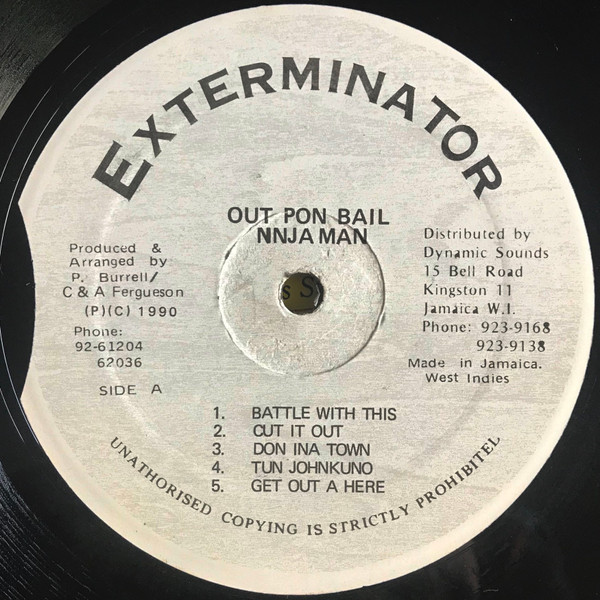 EXTERMINATOR
OUT PON BAIL
NNJA MAN
Produced &
Arranged by
P. Burrell/
C & A Fergueson
(P)(C) 1990
Phone:
92-61204
62036
SIDE A
Distributed by
Dynamic Sounds
15 Bell Road
Kingston 11
Jamaica W.I.
Phone: 923-9168
923-9138
Made in Jamaica.
West Indies
1. BATTLE WITH THIS
2. CUT IT OUT
3. DON INA TOWN
4. TUN JOHNKUNO
5. GET OUT A HERE
UNATHORISED COPYING IS STRICTLY PROHIBITEL